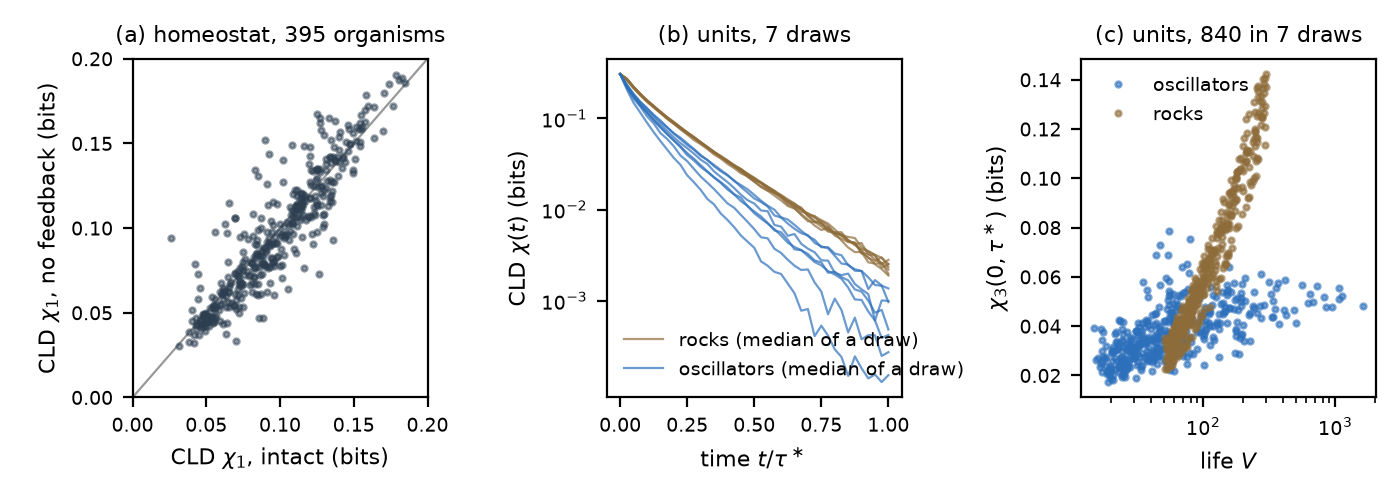 (a) homeostat, 395 organisms
CLD χ₁, no feedback (bits)
0.20
0.15
0.10
0.05
0.00
0.00 0.05 0.10 0.15 0.20
CLD χ₁, intact (bits)
(b) units, 7 draws
CLD χ(t) (bits)
10⁻¹
10⁻²
10⁻³
rocks (median of a draw)
oscillators (median of a draw)
0.00 0.25 0.50 0.75 1.00
time t/τ*
(c) units, 840 in 7 draws
χ₃(0, τ*) (bits)
0.14
0.12
0.10
0.08
0.06
0.04
0.02
oscillators
rocks
10² 10³
life V